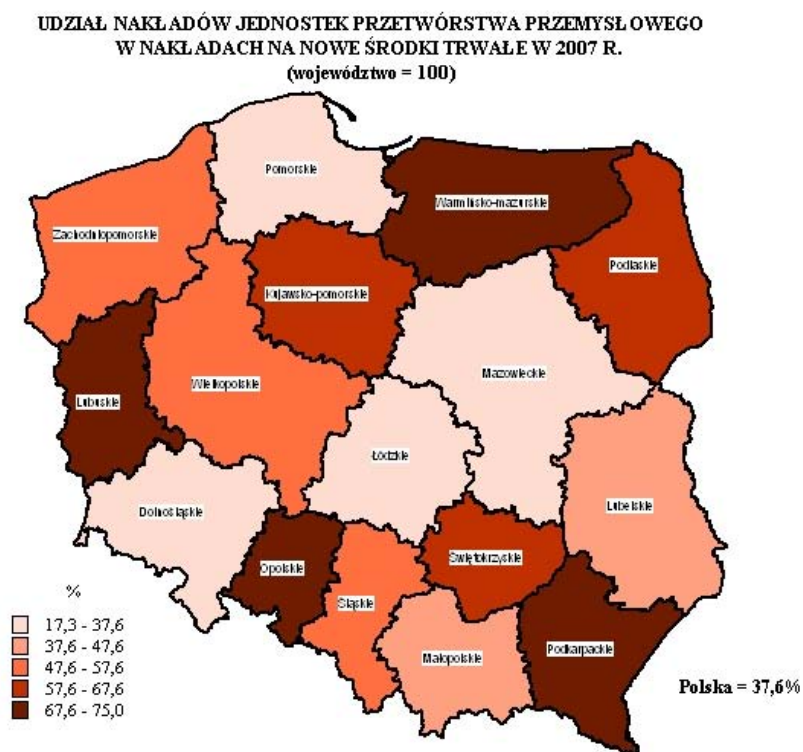 UDZIAŁ NAKŁADÓW JEDNOSTEK PRZETWÓRSTWA PRZEMYSŁOWEGO
W NAKŁADACH NA NOWE ŚRODKI TRWAŁE W 2007 R.
(województwo = 100)
Pomorskie
Warmińsko-mazurskie
Zachodniopomorskie
Podlaskie
Kujawsko-pomorskie
Mazowieckie
Wielkopolskie
Lubuskie
Łódzkie
Lubelskie
Dolnośląskie
Świętokrzyskie
Opolskie
Śląskie
Podkarpackie
Małopolskie
%
17,3 - 37,6
37,6 - 47,6
47,6 - 57,6
57,6 - 67,6
67,6 - 75,0
Polska = 37,6%